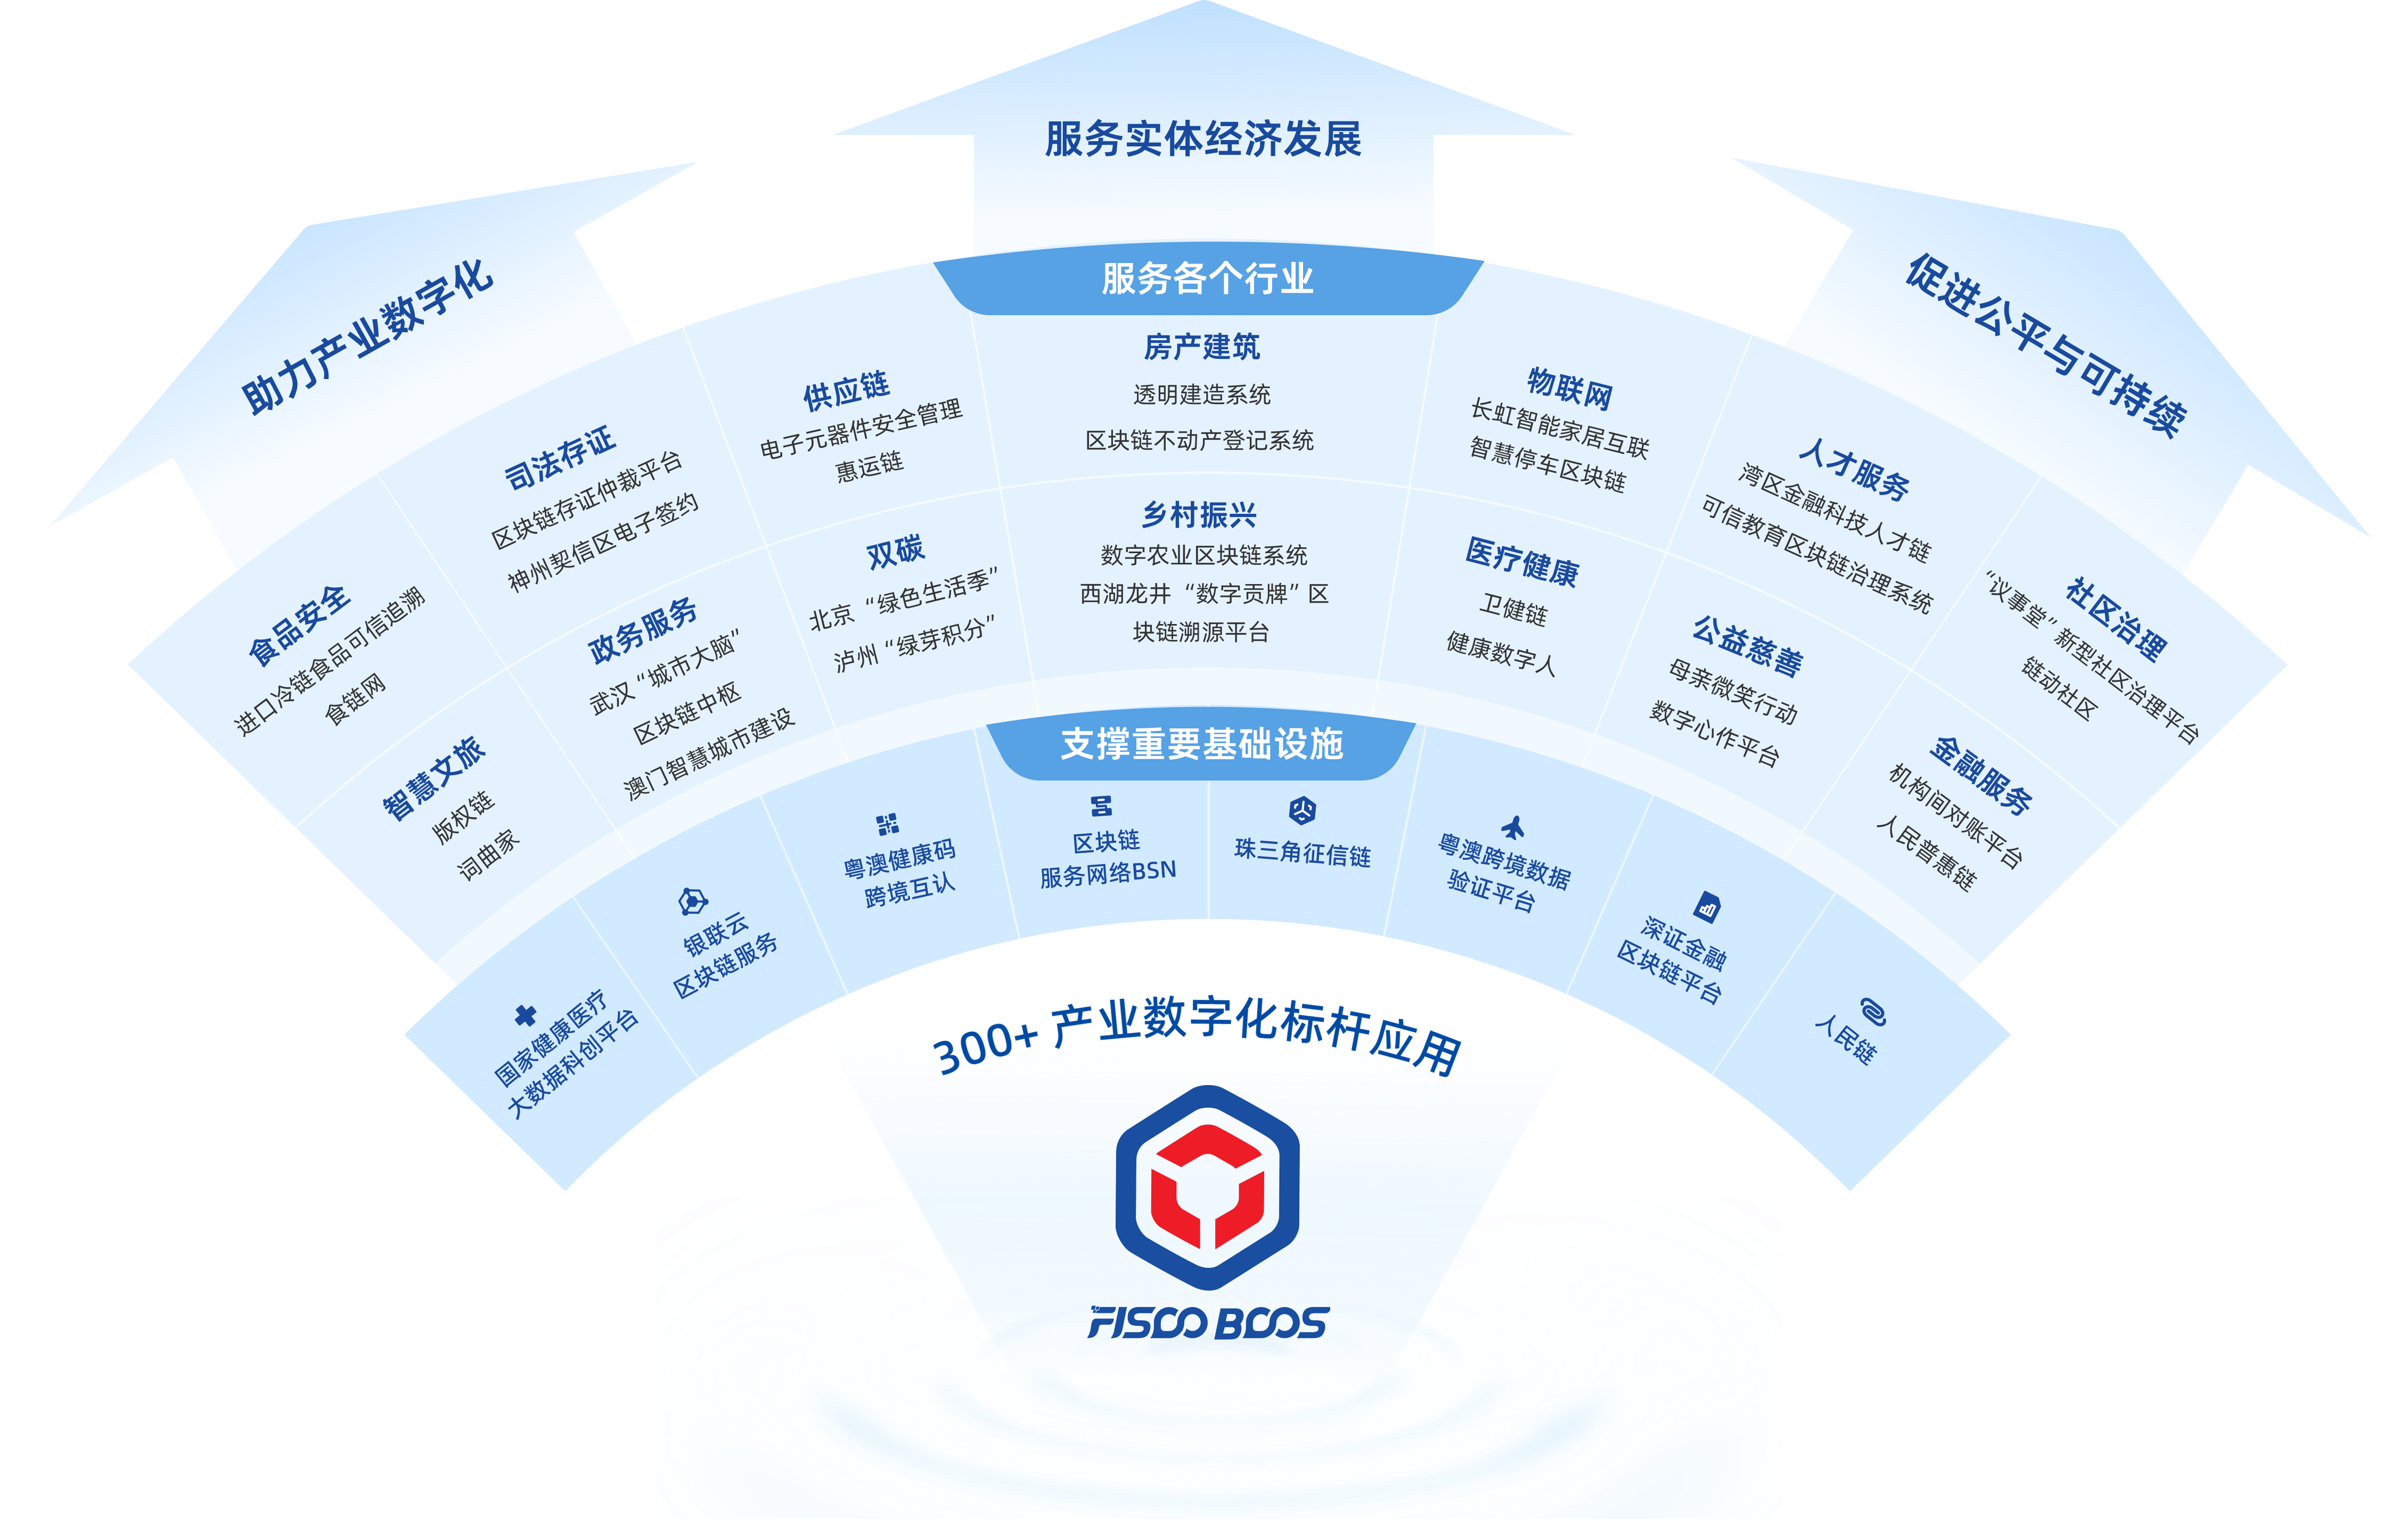 服务实体经济发展
助力产业数字化
促进公平与可持续
服务各个行业
食品安全
进口冷链食品可信追溯
食链网
司法存证
区块链存证仲裁平台
神州契信区电子签约
供应链
电子元器件安全管理
惠运链
房产建筑
透明建造系统
区块链不动产登记系统
物联网
长虹智能家居互联
智慧停车区块链
人才服务
湾区金融科技人才链
可信教育区块链治理系统
社区治理
“议事堂”新型社区治理平台
链动社区
智慧文旅
版权链
词曲家
政务服务
武汉“城市大脑”
区块链中枢
澳门智慧城市建设
双碳
北京“绿色生活季”
泸州“绿芽积分”
乡村振兴
数字农业区块链系统
西湖龙井“数字贡牌”区
块链溯源平台
医疗健康
卫健链
健康数字人
公益慈善
母亲微笑行动
数字心作平台
金融服务
机构间对账平台
人民普惠链
支撑重要基础设施
国家健康医疗
大数据科创平台
银联云
区块链服务
粤澳健康码
跨境互认
区块链
服务网络BSN
珠三角征信链
粤澳跨境数据
验证平台
深证金融
区块链平台
人民链
300+ 产业数字化标杆应用
FISCO BCOS